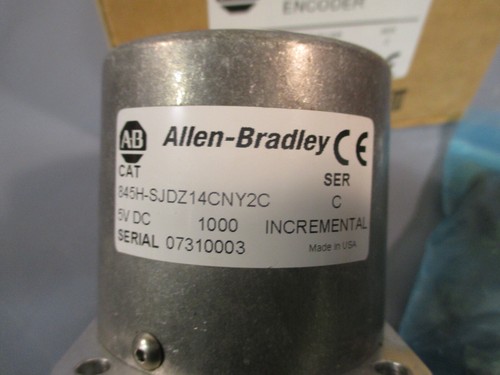 ENCODER
AB
Allen-Bradley CE
CAT SER
845H-SJDZ14CNY2C C
5V DC 1000 INCREMENTAL
SERIAL 07310003 Made In USA